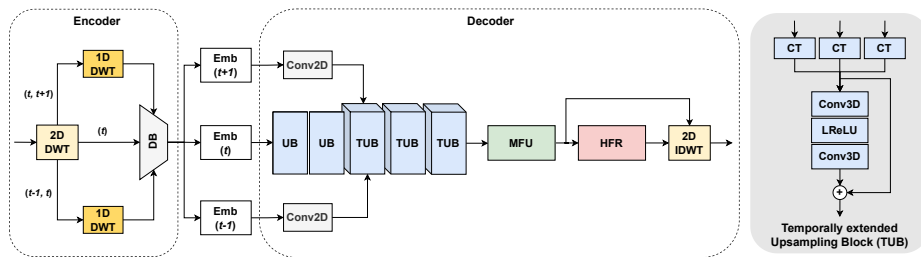 Encoder
Decoder
1D
DWT
(t, t+1)
2D
DWT
(t)
(t-1, t)
1D
DWT
DB
Emb
(t+1)
Emb
(t)
Emb
(t-1)
Conv2D
UB
UB
TUB
TUB
TUB
Conv2D
MFU
HFR
2D
IDWT
CT
CT
CT
Conv3D
LReLU
Conv3D
+
Temporally extended
Upsampling Block (TUB)